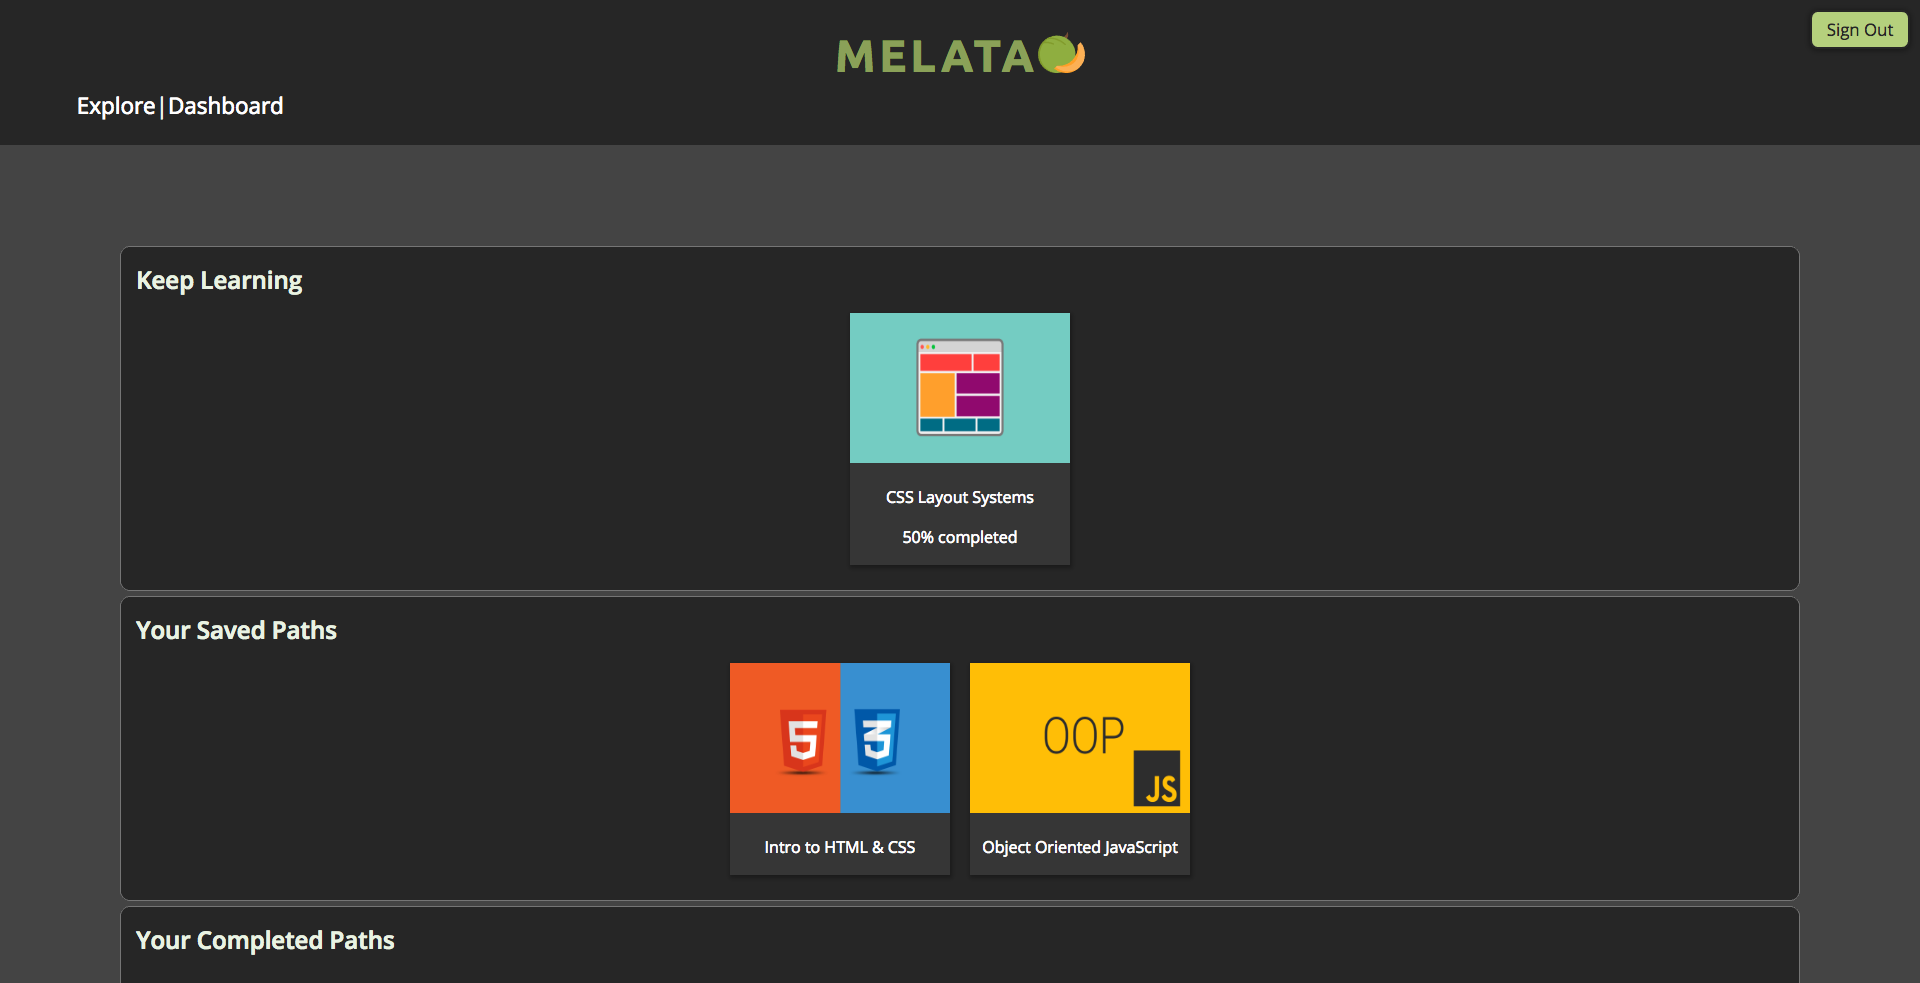 Sign Out
MELATA
Explore|Dashboard
Keep Learning
CSS Layout Systems
50% completed
Your Saved Paths
5 3
OOP
JS
Intro to HTML & CSS
Object Oriented JavaScript
Your Completed Paths